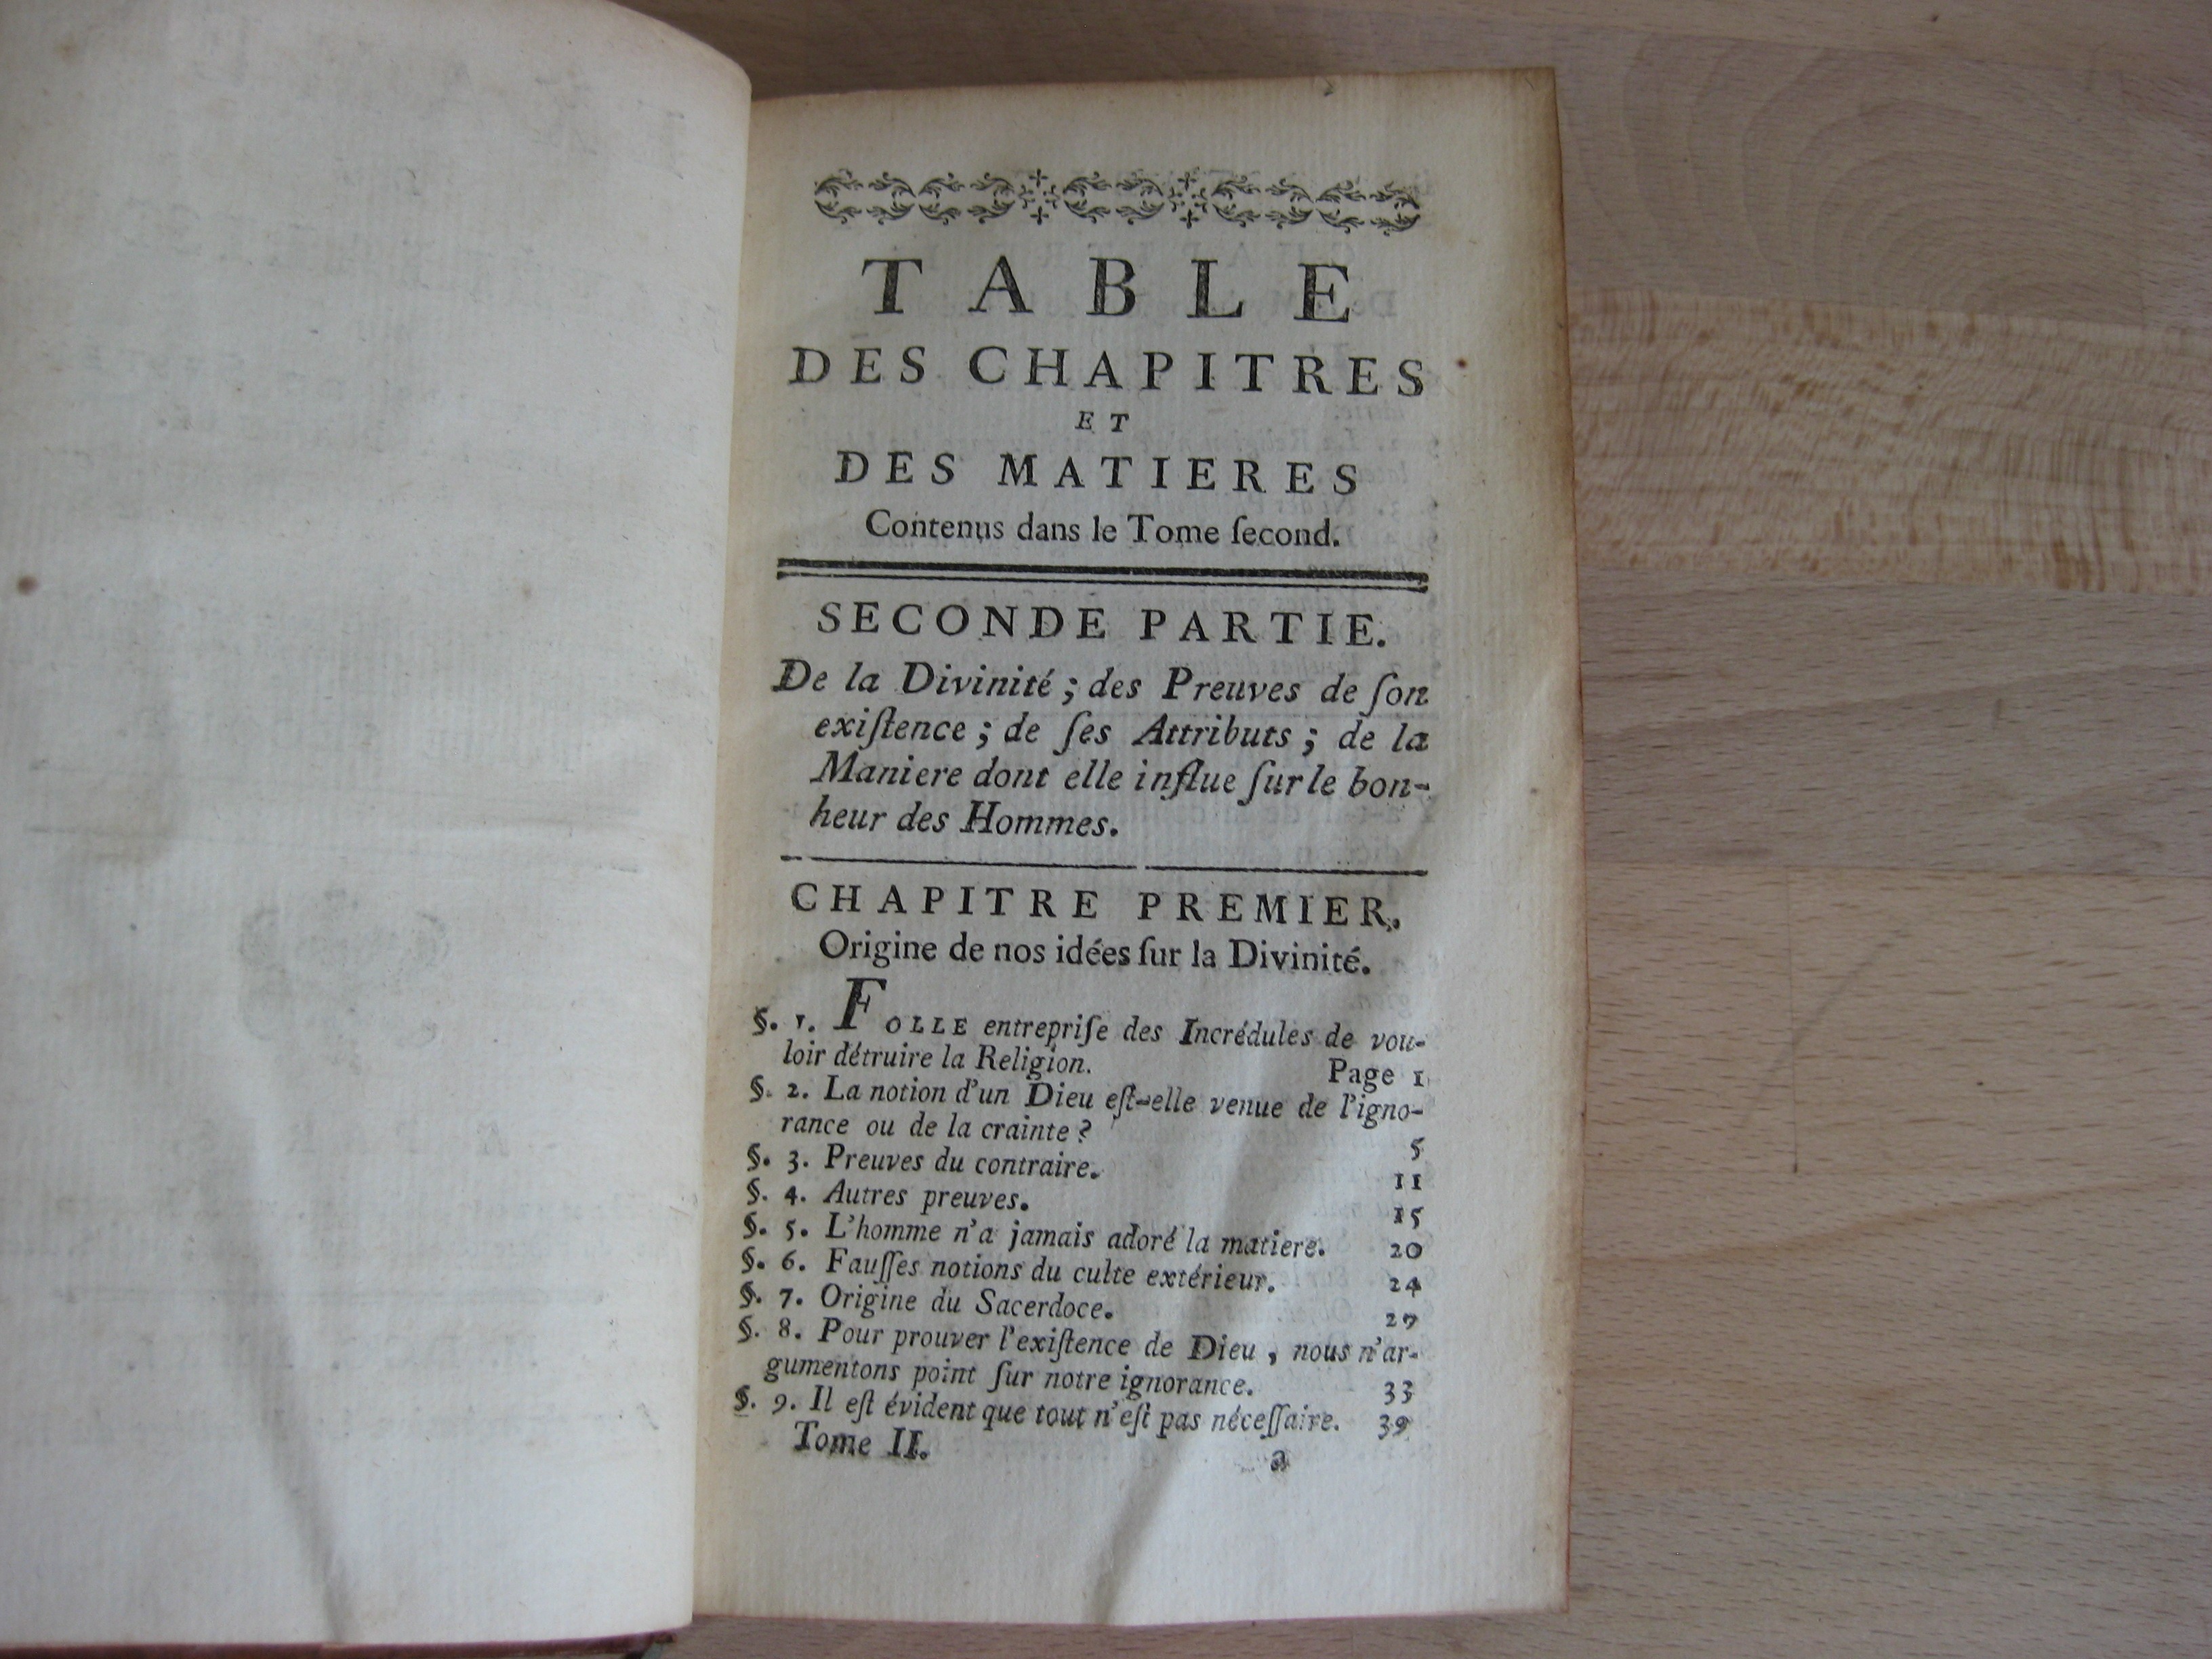 TABLE
DES CHAPITRES
ET
DES MATIERES
Contenus dans le Tome ſecond.
SECONDE PARTIE.
De la Divinité ; des Preuves de ſon
exiſtence ; de ſes Attributs ; de la
Maniere dont elle influe ſur le bon-
heur des Hommes.
CHAPITRE PREMIER.
Origine de nos idées ſur la Divinité.
§. 1. FOLLE entrepriſe des Incrédules de vou-
loir détruire la Religion. Page 1
§. 2. La notion d'un Dieu eſt-elle venue de l'igno-
rance ou de la crainte ? 5
§. 3. Preuves du contraire. 11
§. 4. Autres preuves. 15
§. 5. L'homme n'a jamais adoré la matiere. 20
§. 6. Fauſſes notions du culte extérieur. 24
§. 7. Origine du Sacerdoce. 27
§. 8. Pour prouver l'exiſtence de Dieu , nous n'ar-
gumentons point ſur notre ignorance. 33
§. 9. Il eſt évident que tout n'eſt pas néceſſaire. 39
Tome II. a